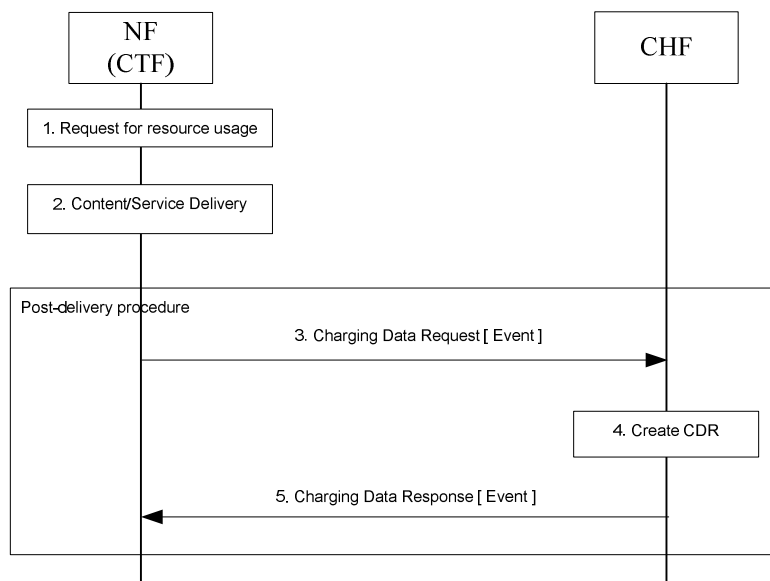 NF
(CTF)
CHF
1. Request for resource usage
2. Content/Service Delivery
Post-delivery procedure
3. Charging Data Request [ Event ]
4. Create CDR
5. Charging Data Response [ Event ]